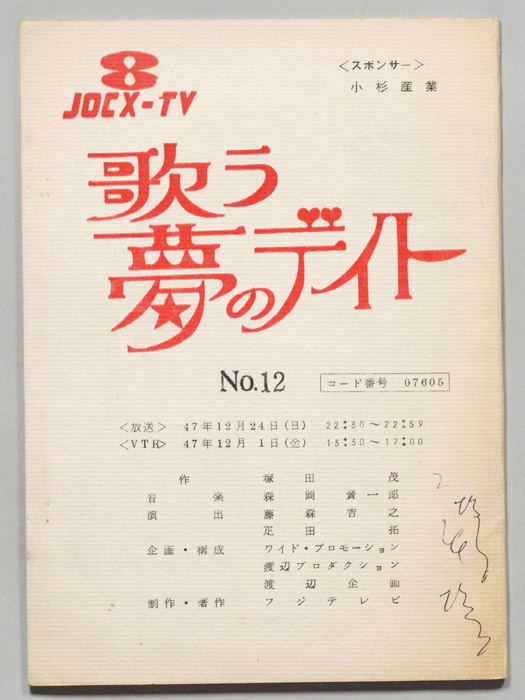 8
JOCX-TV
<スポンサー>
小杉産業
歌う
夢のデイト
No.12
コード番号 07605
<放送> 47年12月24日(日) 22:30〜22:59
<VTR> 47年12月 1日(金) 13:30〜17:00
作 塚田茂
音楽 森岡賢一郎
演出 藤森吉之
疋田拓
企画・構成 ワイド・プロモーション
渡辺プロダクション
渡辺企画
制作・著作 フジテレビ